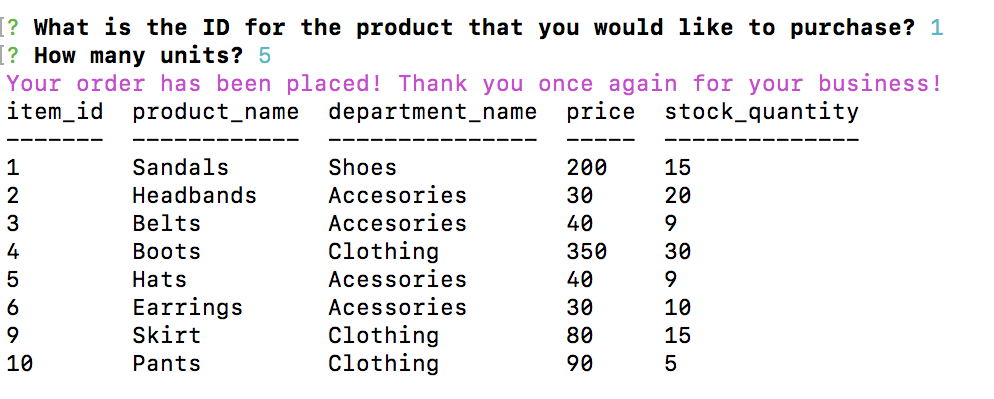 [? What is the ID for the product that you would like to purchase? 1
[? How many units? 5
Your order has been placed! Thank you once again for your business!
item_id  product_name  department_name  price  stock_quantity
-------  ------------  ---------------  -----  --------------
1        Sandals       Shoes            200    15
2        Headbands     Accesories       30     20
3        Belts         Accesories       40     9
4        Boots         Clothing         350    30
5        Hats          Acessories       40     9
6        Earrings      Acessories       30     10
9        Skirt         Clothing         80     15
10       Pants         Clothing         90     5